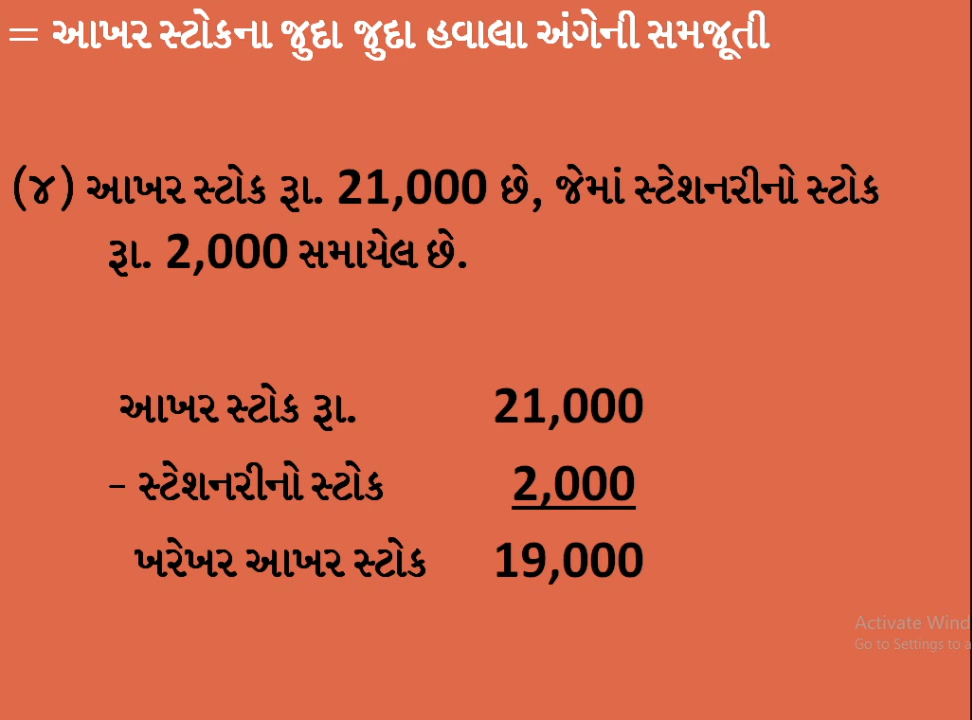 = આખર સ્ટોકના જુદા જુદા હવાલા અંગેની સમજૂતી
(૪) આખર સ્ટોક રૂા. 21,000 છે, જેમાં સ્ટેશનરીનો સ્ટોક
રૂા. 2,000 સમાયેલ છે.
આખર સ્ટોક રૂા. 21,000
– સ્ટેશનરીનો સ્ટોક 2,000
ખરેખર આખર સ્ટોક 19,000
Activate Wind
Go to Settings to a